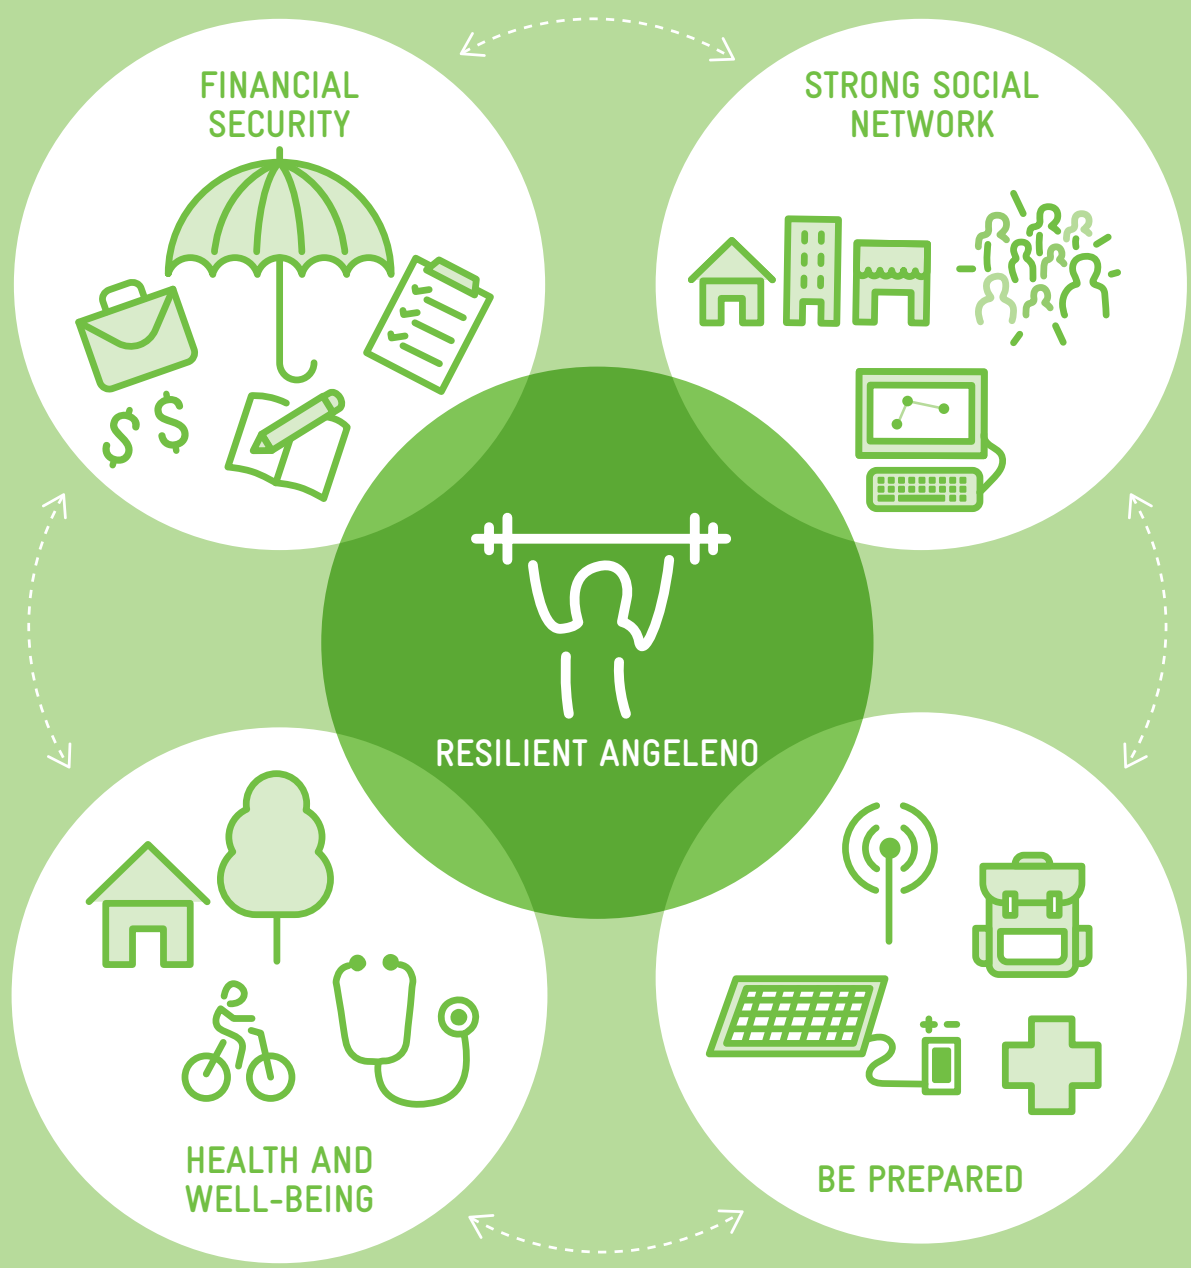 FINANCIAL
SECURITY
STRONG SOCIAL
NETWORK
RESILIENT ANGELENO
HEALTH AND
WELL-BEING
BE PREPARED